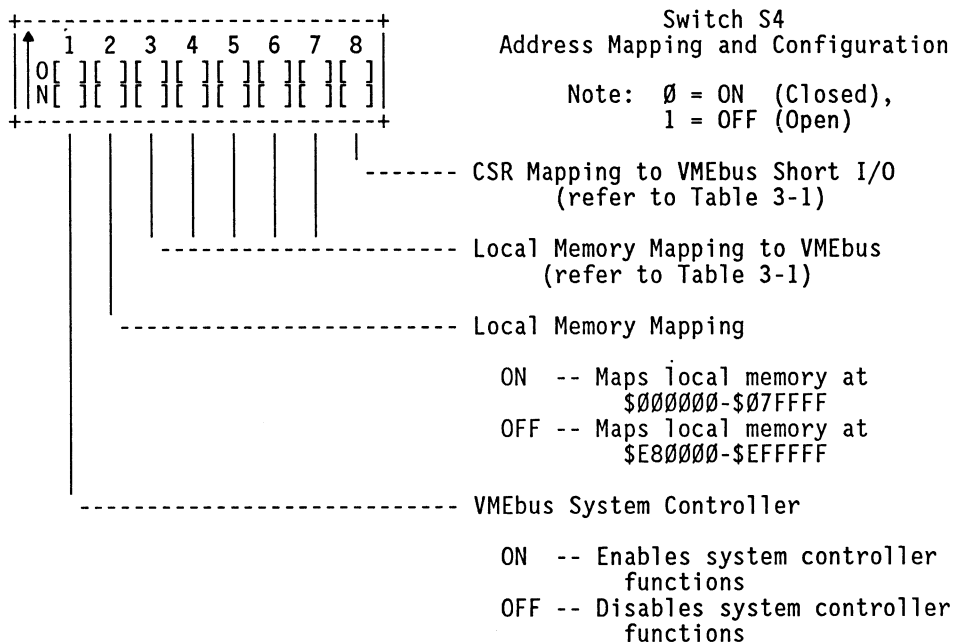 Switch S4
Address Mapping and Configuration
1 2 3 4 5 6 7 8
O[ ][ ][ ][ ][ ][ ][ ][ ]
N[ ][ ][ ][ ][ ][ ][ ][ ]
Note: Ø = ON (Closed),
1 = OFF (Open)
------- CSR Mapping to VMEbus Short I/O
(refer to Table 3-1)
---------------------- Local Memory Mapping to VMEbus
(refer to Table 3-1)
------------------------- Local Memory Mapping
ON -- Maps local memory at
$ØØØØØØ-$Ø7FFFF
OFF -- Maps local memory at
$E8ØØØØ-$EFFFFF
---------------------------- VMEbus System Controller
ON -- Enables system controller
functions
OFF -- Disables system controller
functions